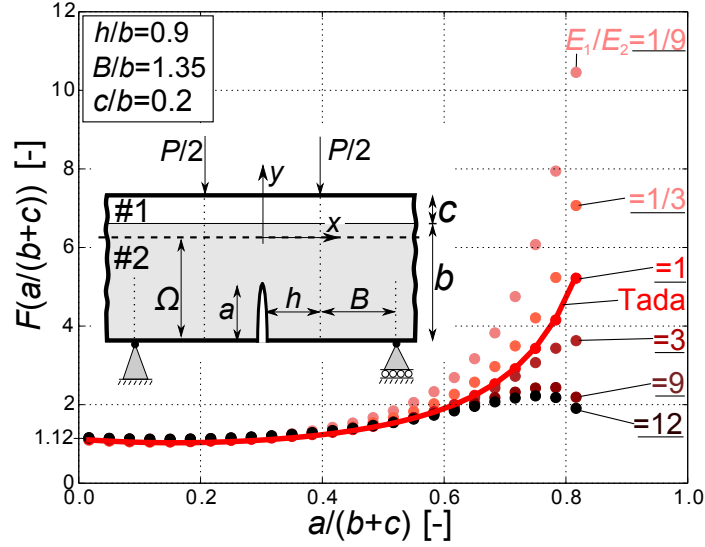 12
10
8
6
4
2
1.12
0
F(a/(b+c)) [-]
h/b=0.9
B/b=1.35
c/b=0.2
P/2
P/2
y
x
#1
#2
c
b
Ω
a
h
B
E₁/E₂=1/9
=1/3
=1
Tada
=3
=9
=12
0.0
0.2
0.4
0.6
0.8
1.0
a/(b+c) [-]